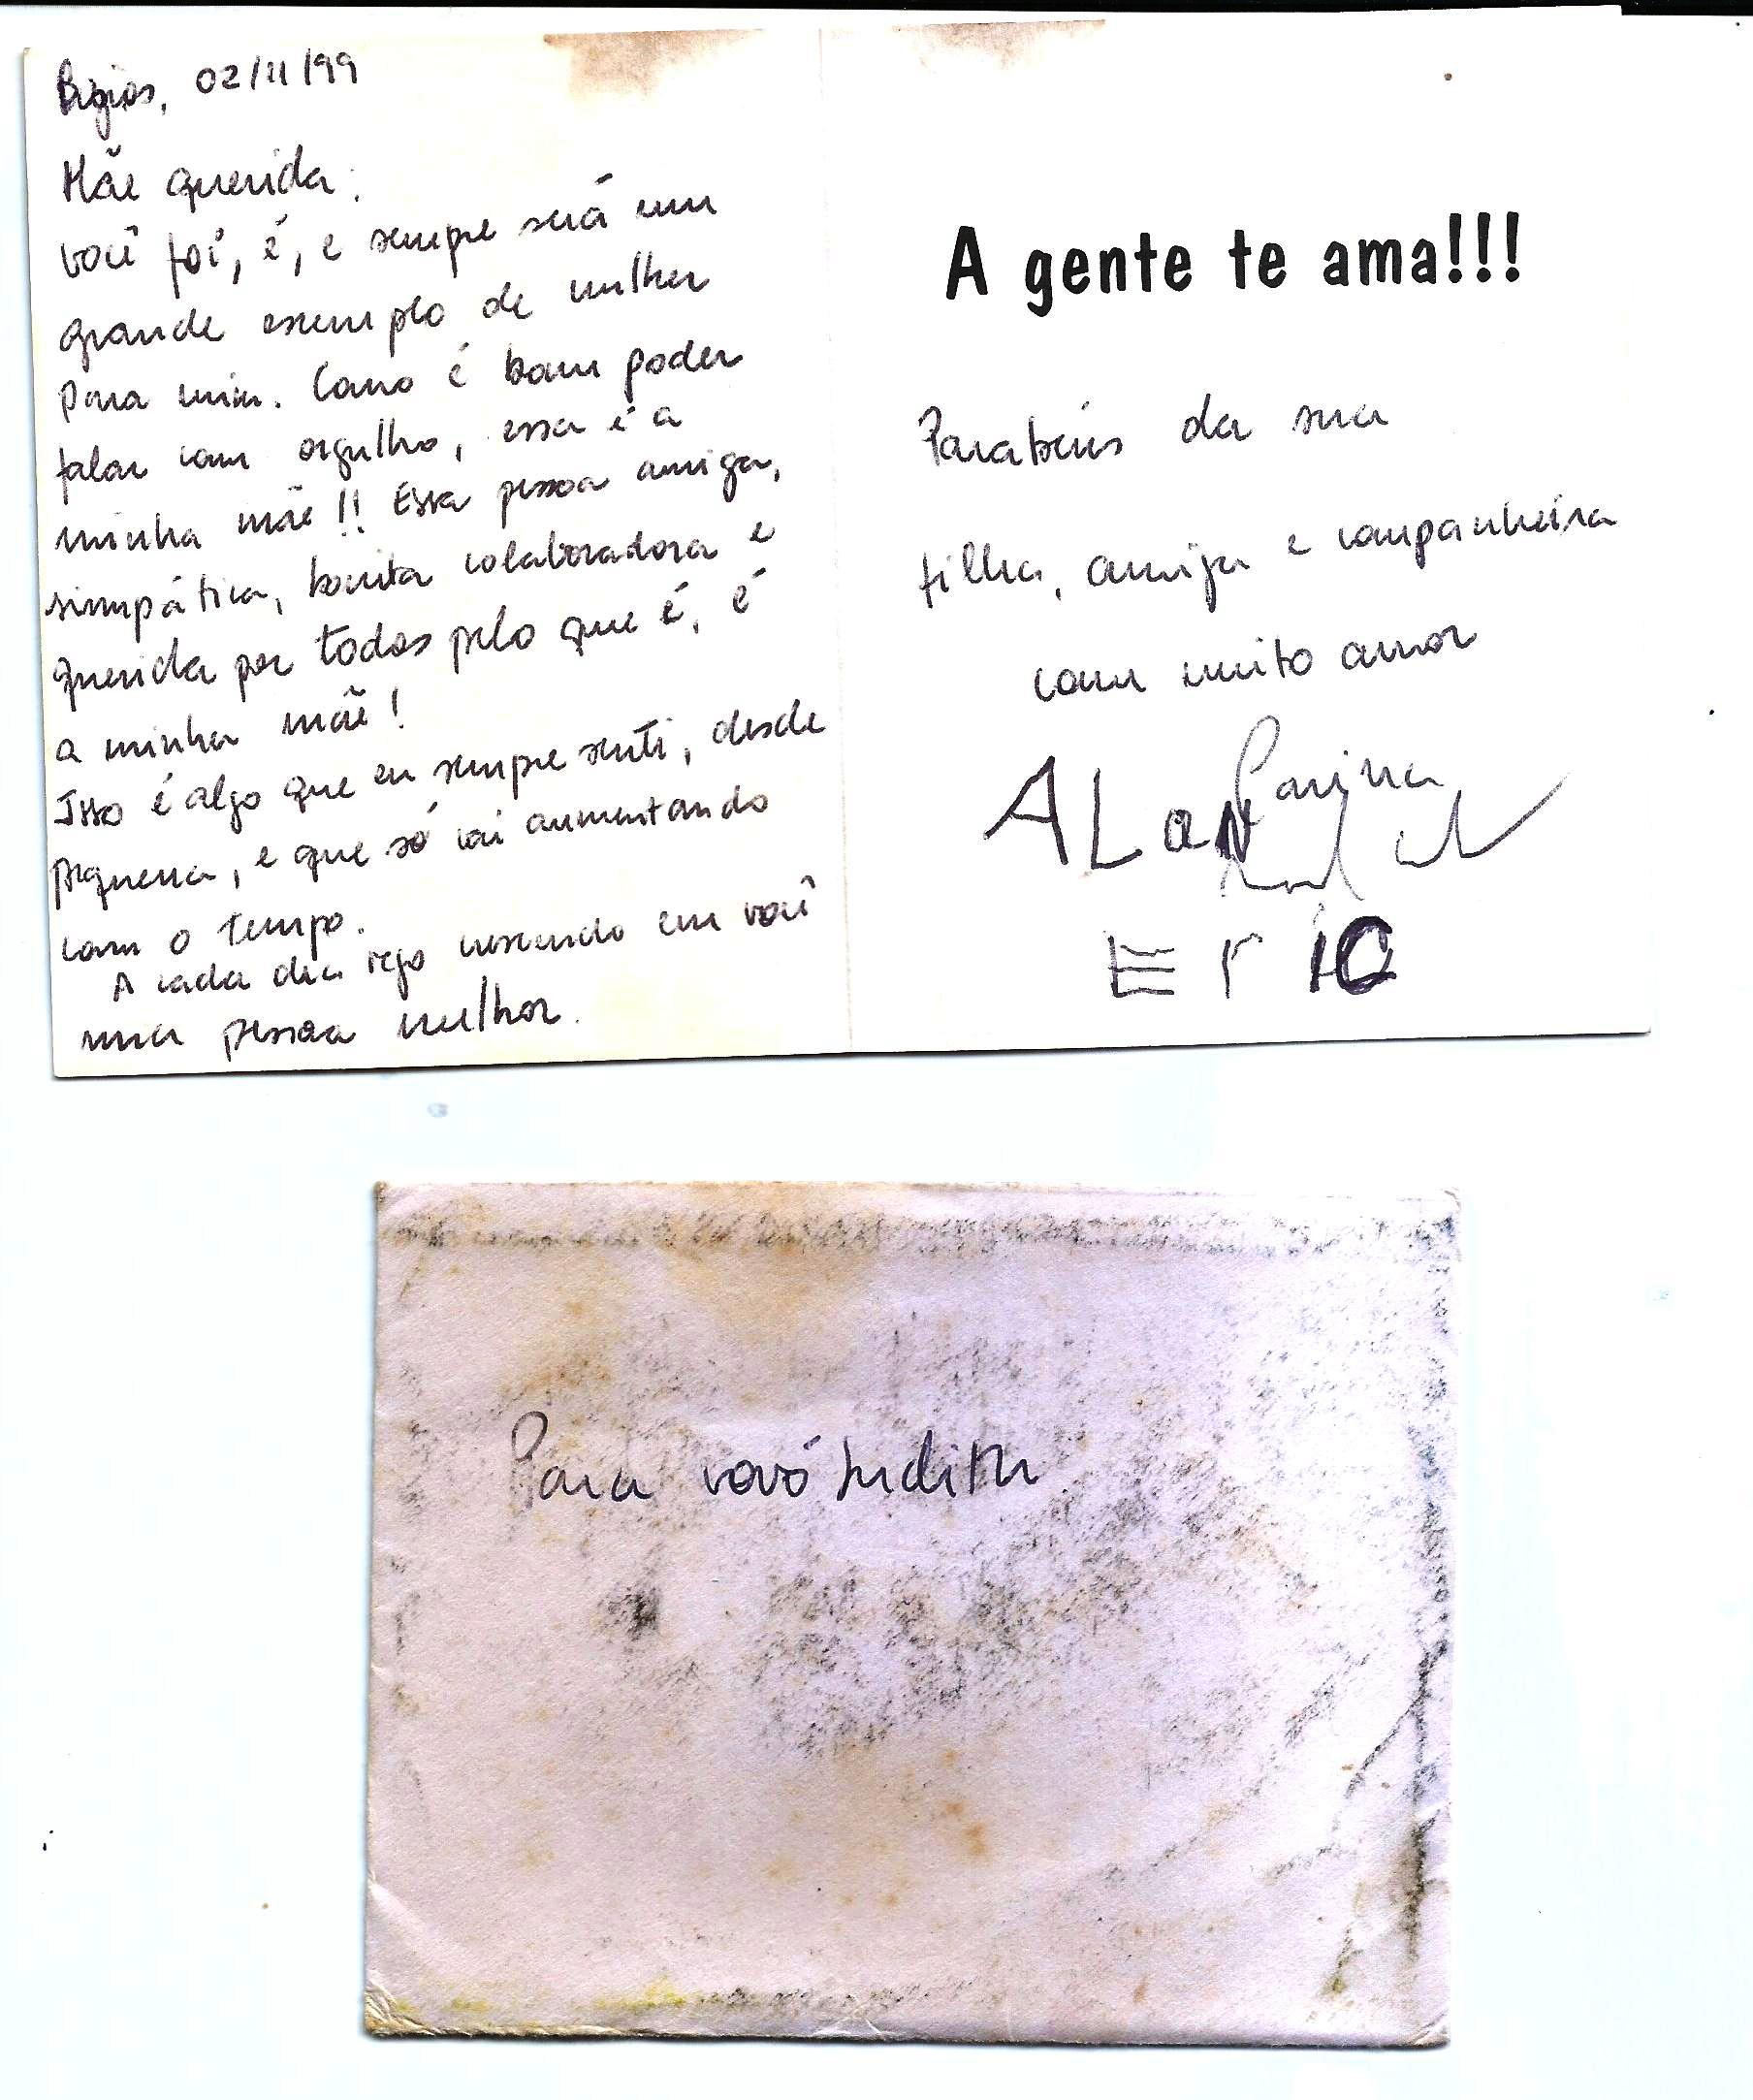 02/11/99
Mãe querida:
você foi, é, e sempre será um
grande exemplo de mulher
para mim. Como é bom poder
falar com orgulho, essa é a
minha mãe!! Essa pessoa amiga,
simpática, bonita colaboradora e
querida por todos pelo que é, é
a minha mãe!
Isso é algo que eu sempre senti, desde
pequena, e que só vai aumentando
com o tempo.
A cada dia vejo crescendo em você
uma pessoa melhor.
A gente te ama!!!
Parabéns da sua
filha, amiga e companheira
com muito amor
Carina
ALan
EriC
Para vovó Judith